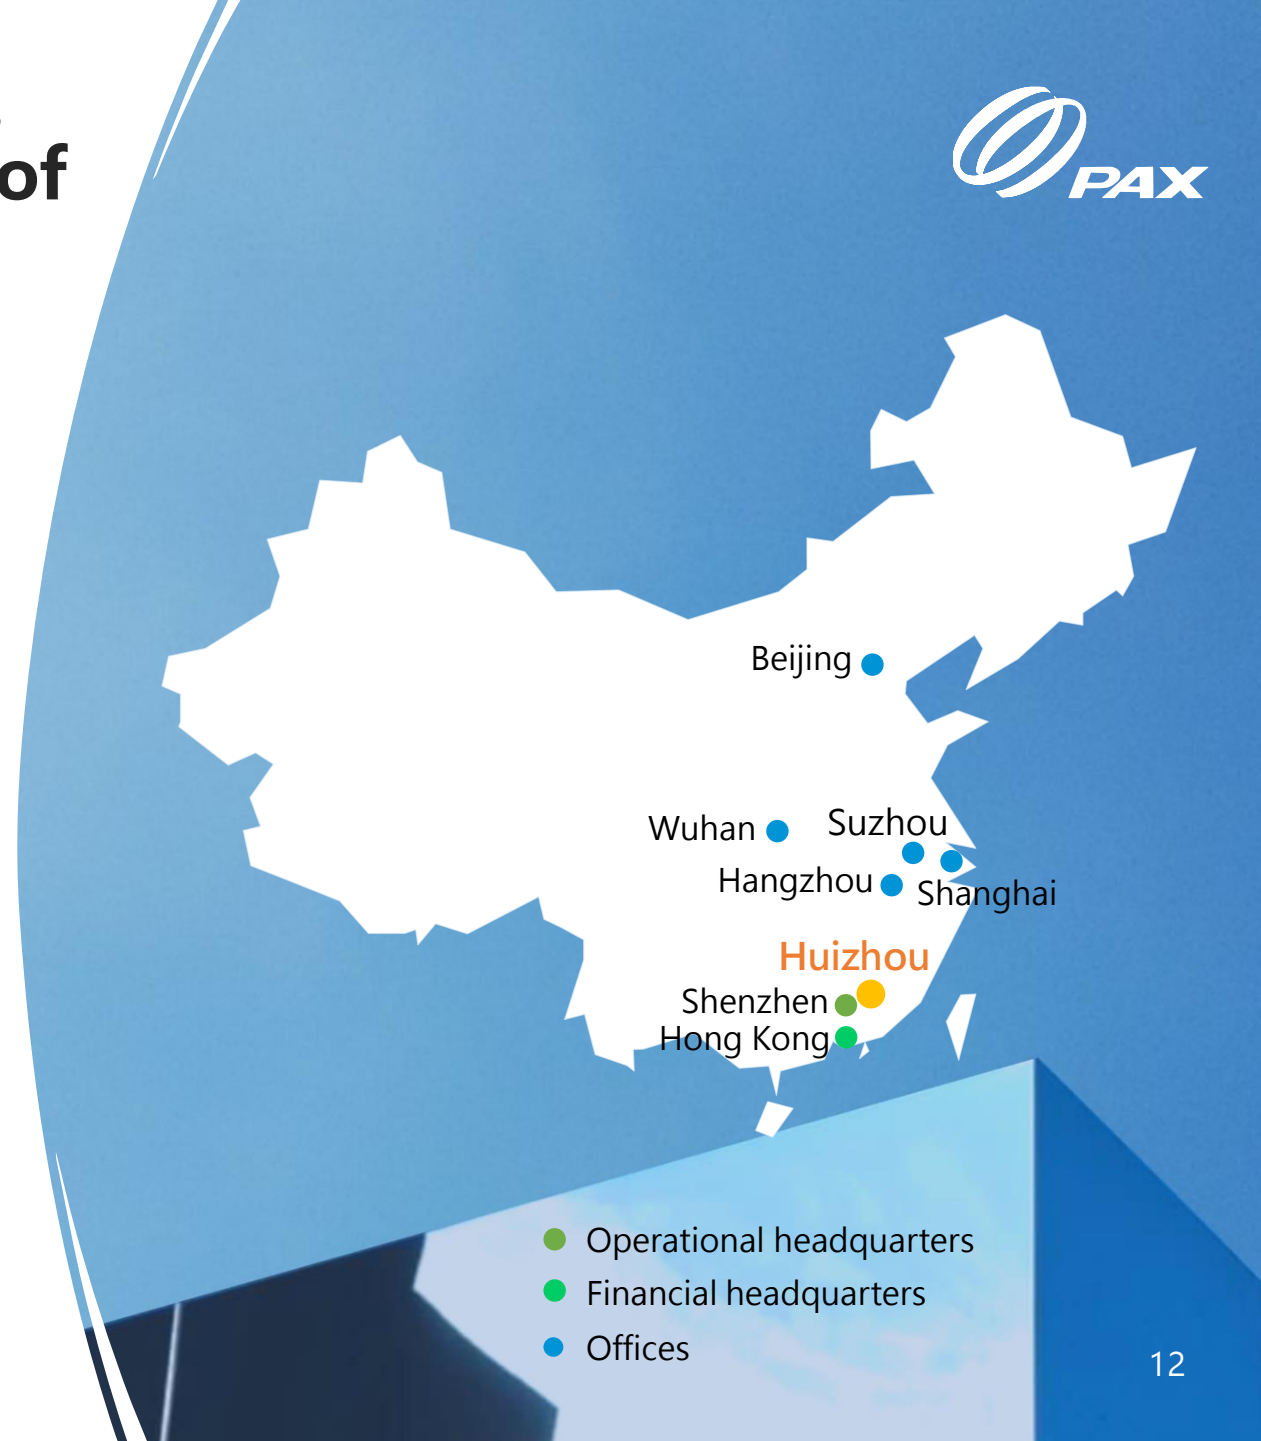 of
PAX
Beijing
Wuhan
Suzhou
Hangzhou
Shanghai
Huizhou
Shenzhen
Hong Kong
Operational headquarters
Financial headquarters
Offices
12